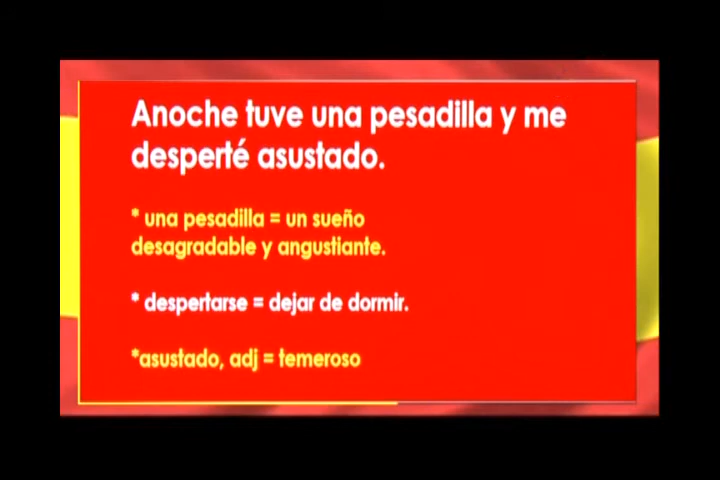 Anoche tuve una pesadilla y me
desperté asustado.
* una pesadilla = un sueño
desagradable y angustiante.
* despertarse = dejar de dormir.
*asustado, adj = temeroso